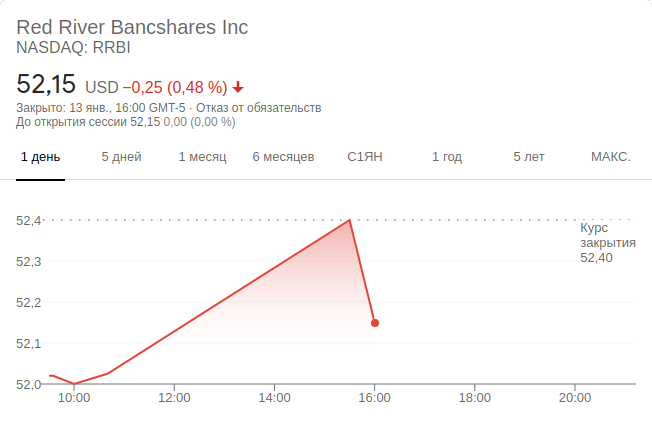 Red River Bancshares Inc
NASDAQ: RRBI
52,15 USD −0,25 (0,48 %)
Закрыто: 13 янв., 16:00 GMT-5 · Отказ от обязательств
До открытия сессии 52,15 0,00 (0,00 %)
1 день 5 дней 1 месяц 6 месяцев С1ЯН 1 год 5 лет МАКС.
52,4
Курс
закрытия
52,40
52,3
52,2
52,1
52,0
10:00 12:00 14:00 16:00 18:00 20:00